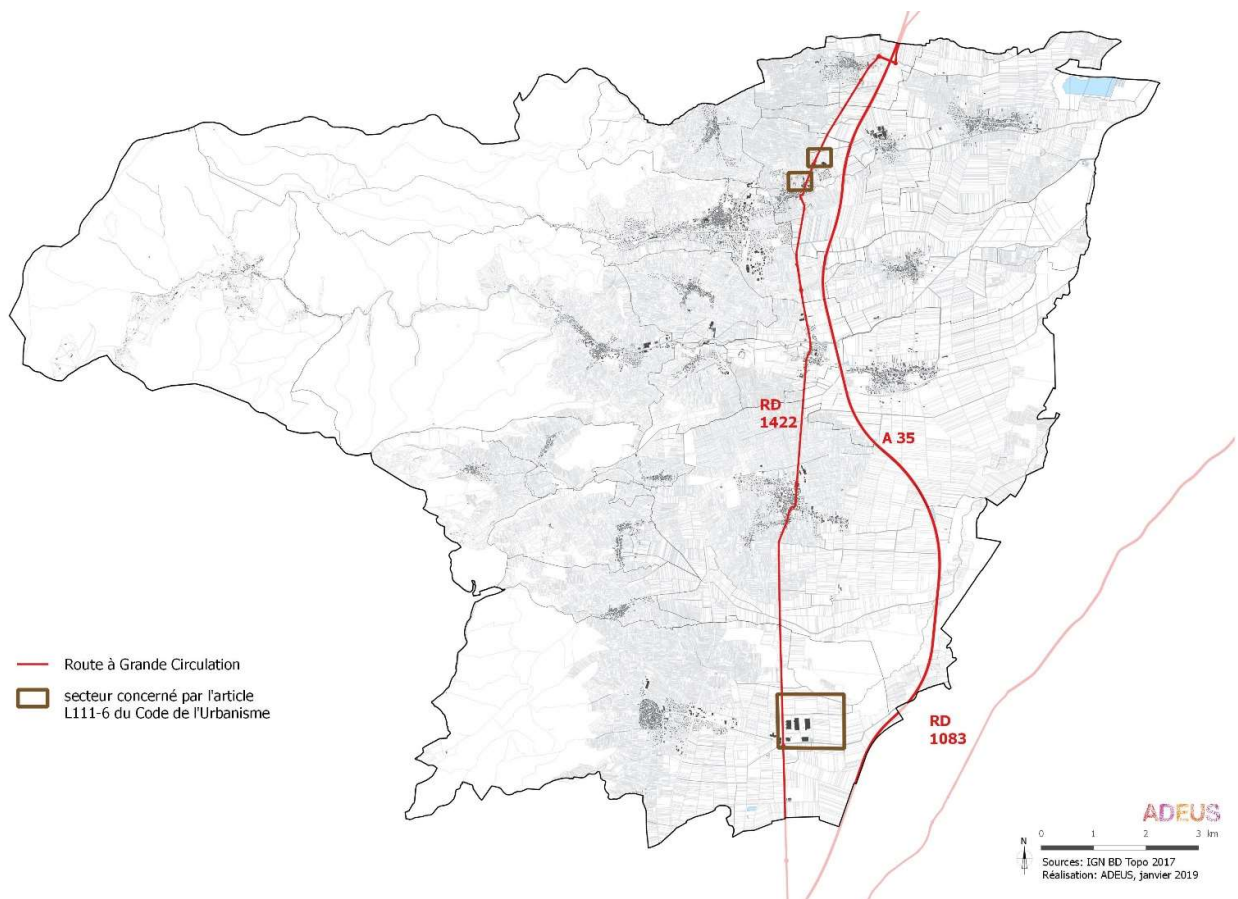 RD
1422
A 35
Route à Grande Circulation
secteur concerné par l'article
L111-6 du Code de l'Urbanisme
RD
1083
ADEUS
N
0 1 2 3 km
Sources: IGN BD Topo 2017
Réalisation: ADEUS, janvier 2019